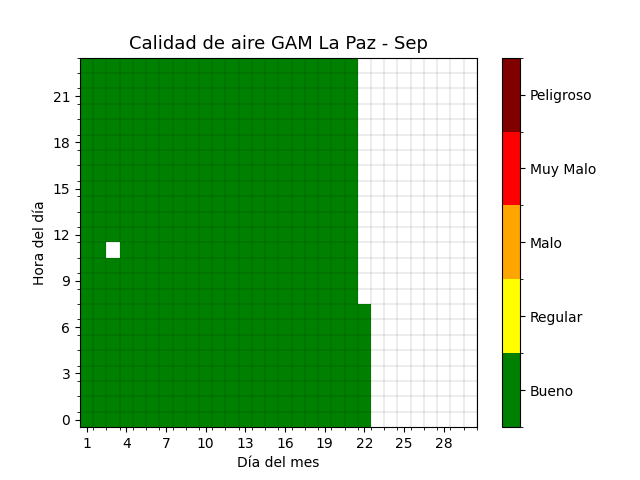 Calidad de aire GAM La Paz - Sep
Hora del día
21
18
15
12
9
6
3
0
1 4 7 10 13 16 19 22 25 28
Día del mes
Peligroso
Muy Malo
Malo
Regular
Bueno